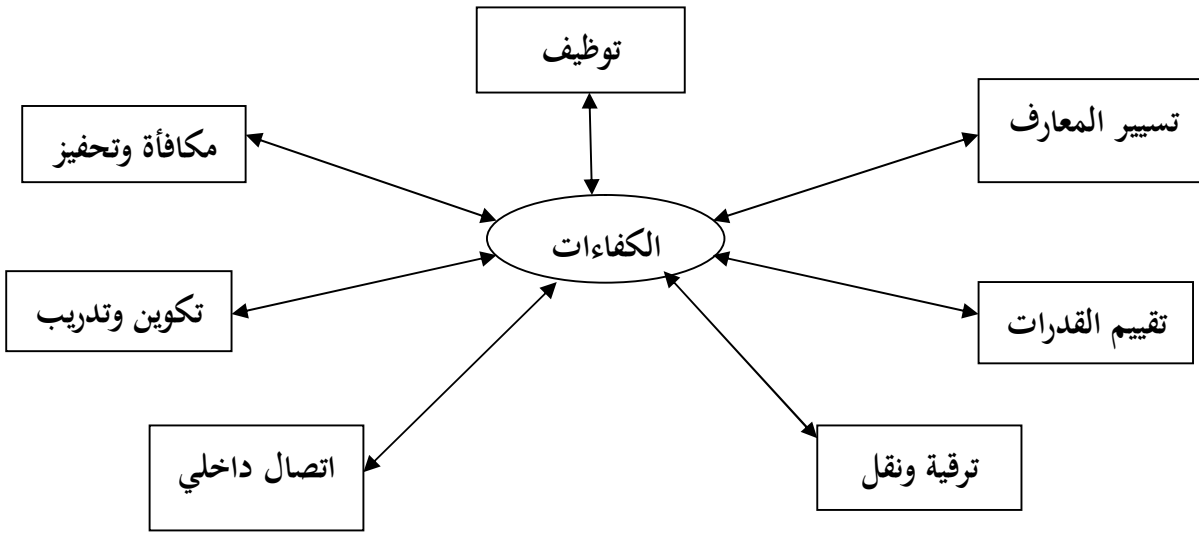 توظيف
تسيير المعارف
مكافأة وتحفيز
الكفاءات
تقييم القدرات
تكوين وتدريب
ترقية ونقل
اتصال داخلي